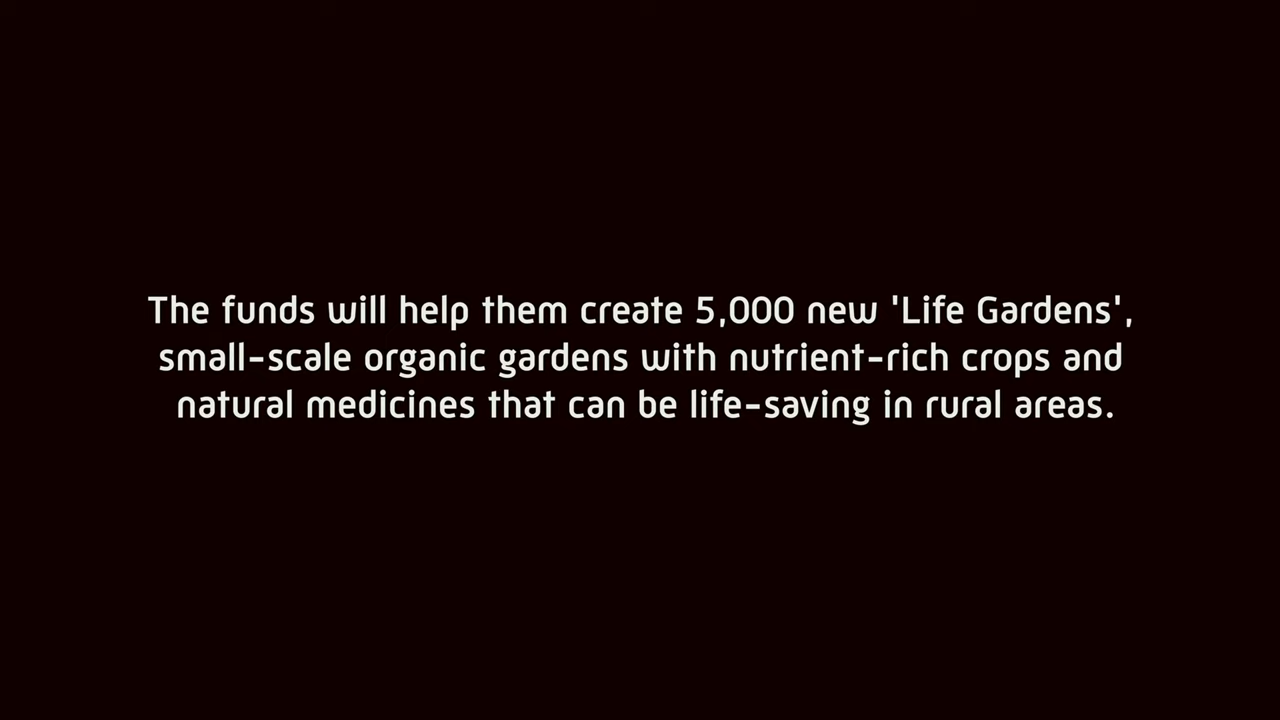 The funds will help them create 5,000 new 'Life Gardens',
small-scale organic gardens with nutrient-rich crops and
natural medicines that can be life-saving in rural areas.